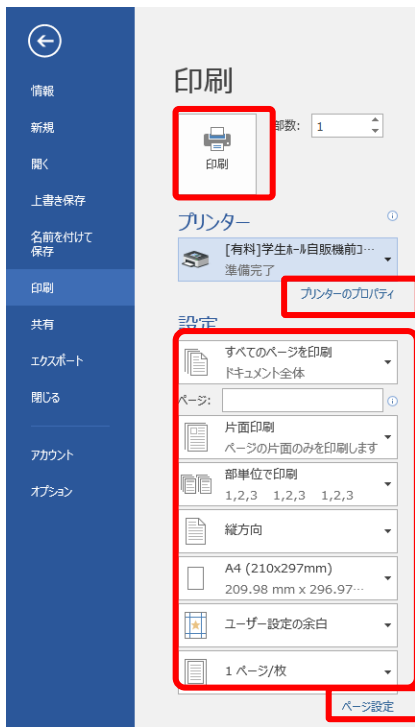 情報
新規
開く
上書き保存
名前を付けて
保存
印刷
共有
エクスポート
閉じる
アカウント
オプション
印刷
印刷
部数: 1
プリンター
[有料]学生ホール自販機前コ…
準備完了
プリンターのプロパティ
設定
すべてのページを印刷
ドキュメント全体
ページ:
片面印刷
ページの片面のみを印刷します
部単位で印刷
1,2,3 1,2,3 1,2,3
縦方向
A4 (210x297mm)
209.98 mm x 296.97…
ユーザー設定の余白
1 ページ/枚
ページ設定